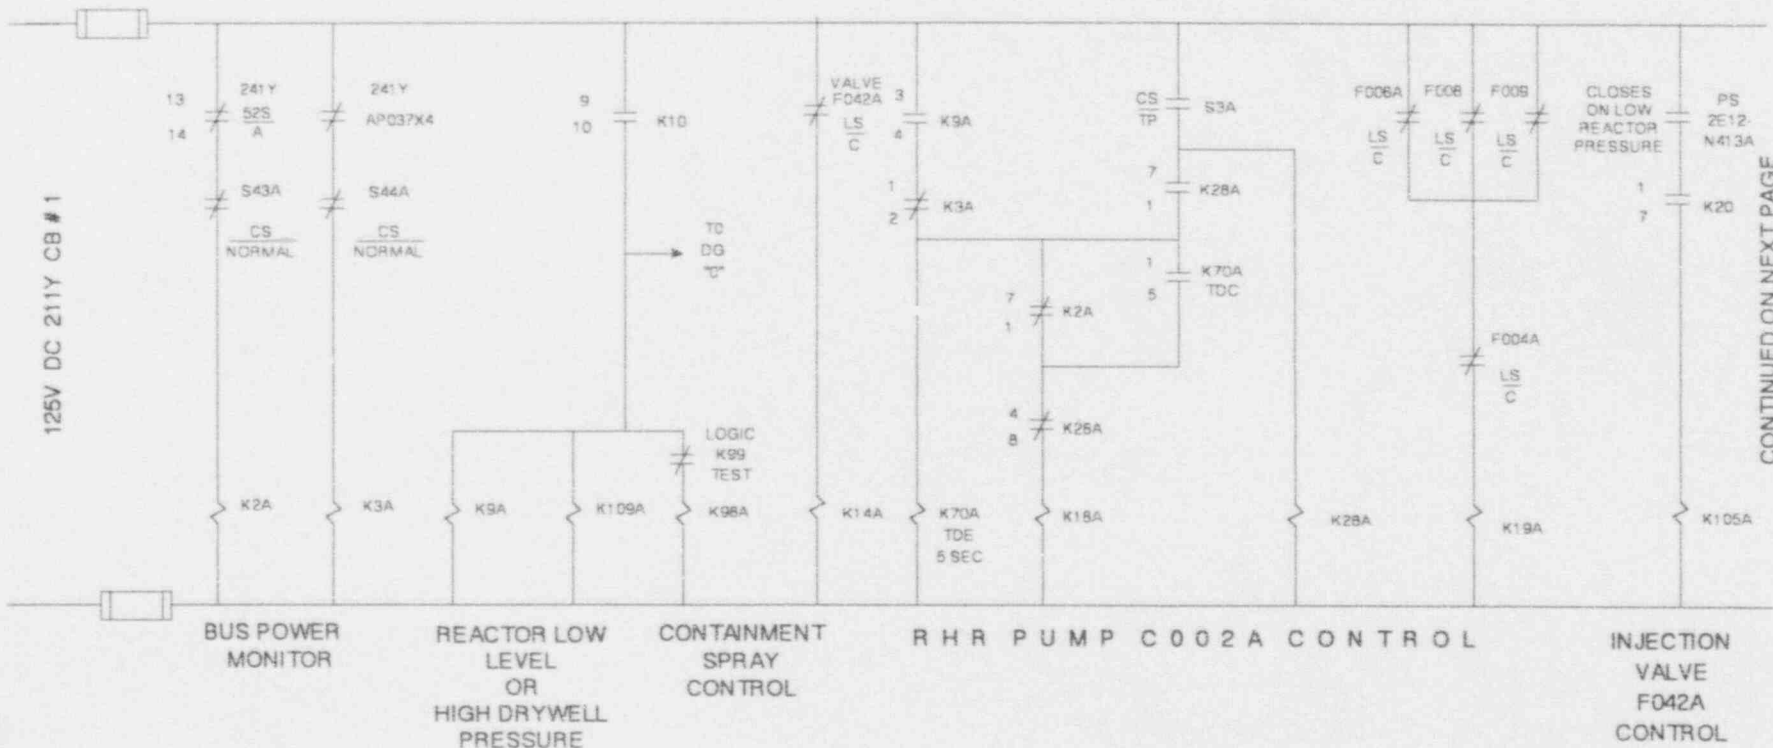 125V DC 211Y CB # 1
13
14
241Y
52S
A
S43A
CS
NORMAL
K2A
241Y
AP037X4
S44A
CS
NORMAL
K3A
BUS POWER
MONITOR
9
10
K10
TO
DG
"C"
K9A
K109A
LOGIC
K99
TEST
K98A
REACTOR LOW
LEVEL
OR
HIGH DRYWELL
PRESSURE
CONTAINMENT
SPRAY
CONTROL
VALVE
F042A
LS
C
K14A
3
4
K9A
1
2
K3A
K70A
TDE
5 SEC
7
1
K2A
4
8
K25A
K18A
CS
TP
S3A
7
1
K28A
1
5
K70A
TDC
K28A
F006A
LS
C
F008
LS
C
F009
LS
C
F004A
LS
C
K19A
RHR PUMP C002A CONTROL
CLOSES
ON LOW
REACTOR
PRESSURE
PS
2E12-
N413A
1
7
K20
K105A
INJECTION
VALVE
F042A
CONTROL
CONTINUED ON NEXT PAGE